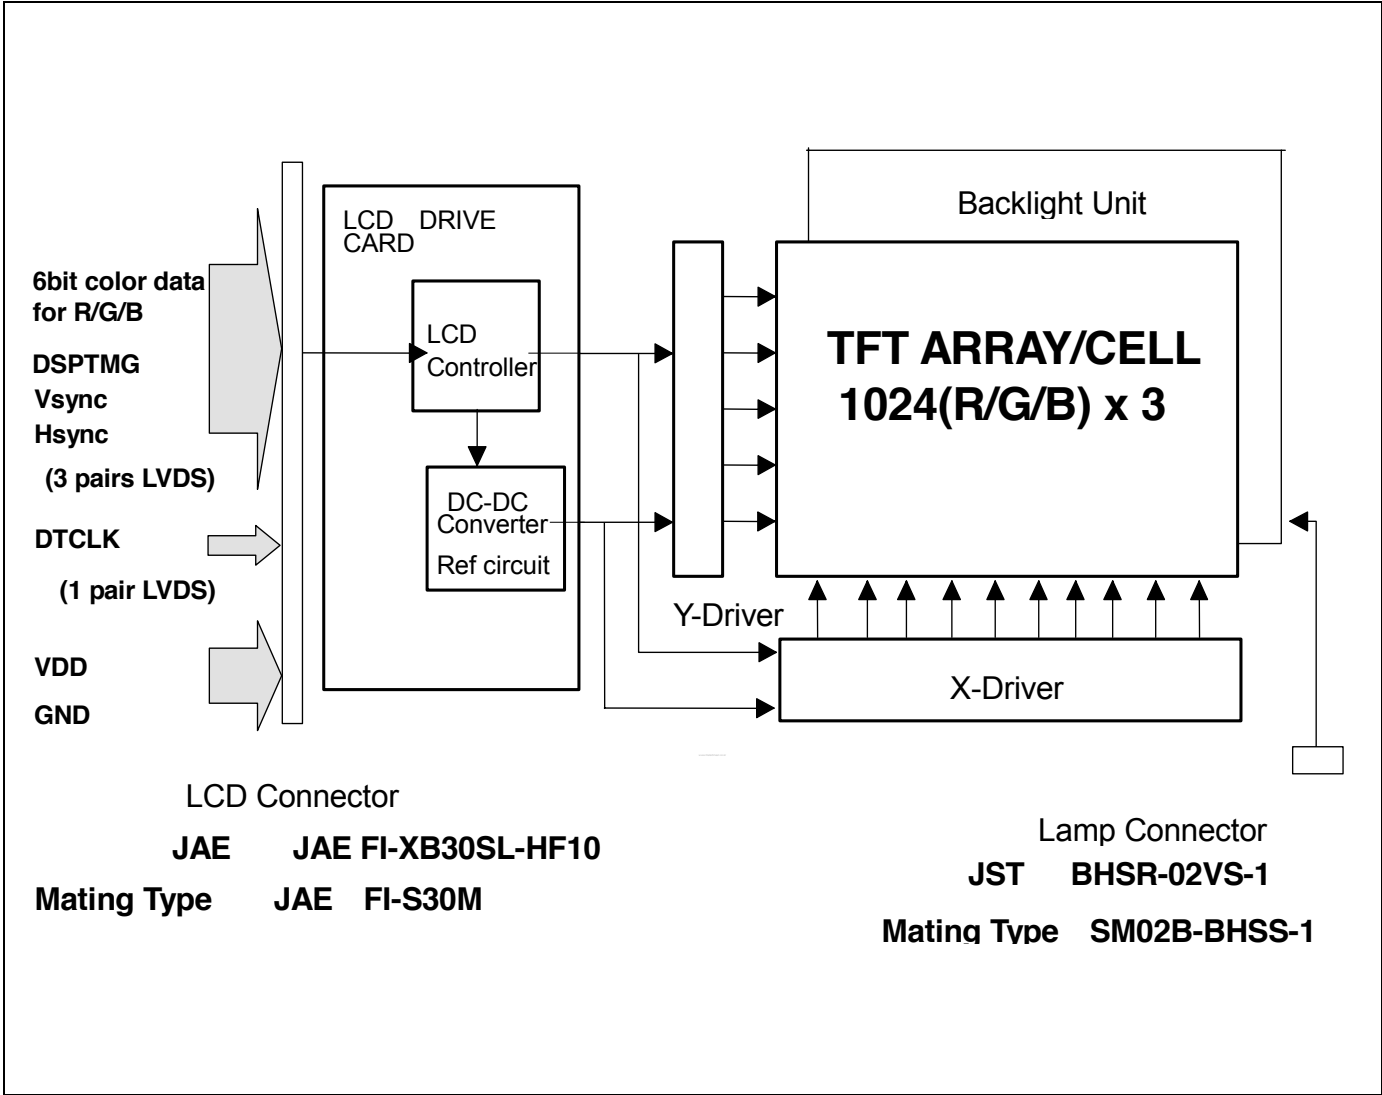 Backlight Unit
LCD DRIVE
CARD
6bit color data
for R/G/B
DSPTMG
Vsync
Hsync
(3 pairs LVDS)
DTCLK
(1 pair LVDS)
VDD
GND
LCD
Controller
DC-DC
Converter
Ref circuit
TFT ARRAY/CELL
1024(R/G/B) x 3
Y-Driver
X-Driver
LCD Connector
JAE JAE FI-XB30SL-HF10
Mating Type JAE FI-S30M
Lamp Connector
JST BHSR-02VS-1
Mating Type SM02B-BHSS-1